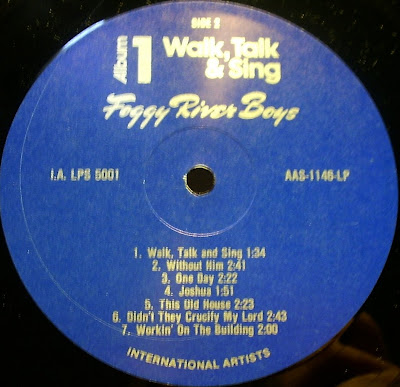 SIDE 2
Album 1 Walk, Talk
& Sing
Foggy River Boys
I.A. LPS 5001
AAS-1146-LP
1. Walk, Talk and Sing 1:34
2. Without Him 2:41
3. One Day 2:22
4. Joshua 1:51
5. This Old House 2:23
6. Didn't They Crucify My Lord 2:43
7. Workin' On The Building 2:00
INTERNATIONAL ARTISTS